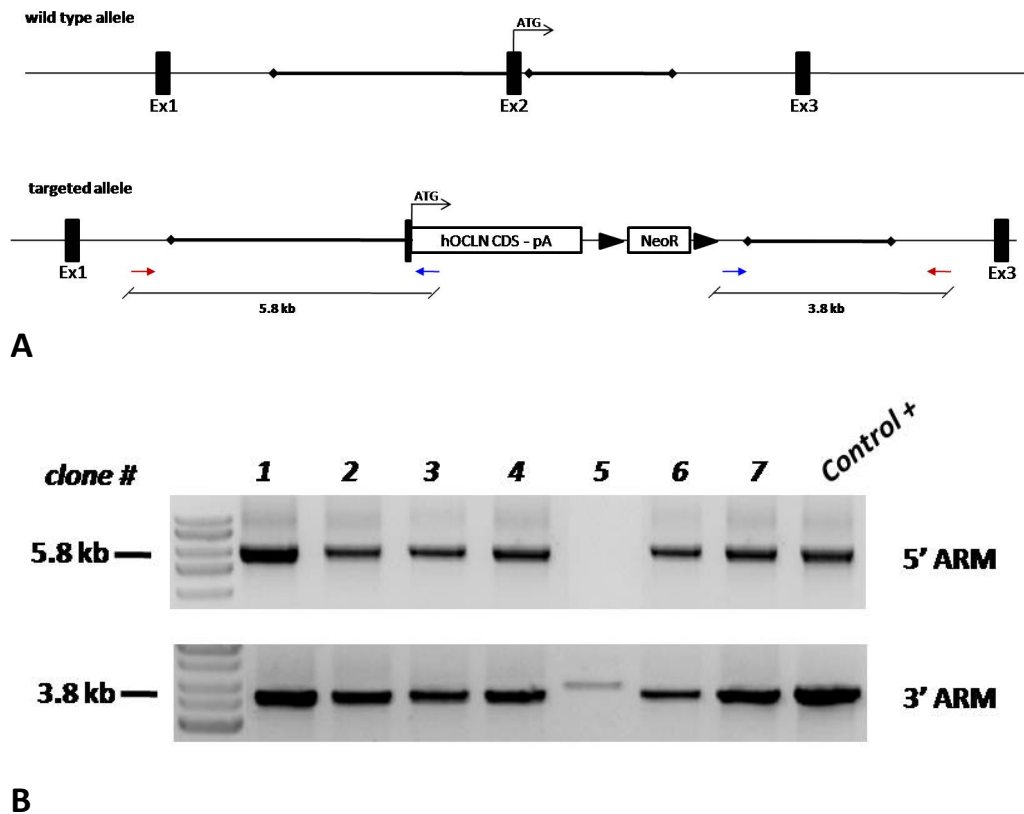 wild type allele
ATG
Ex1 Ex2 Ex3
targeted allele
ATG
hOCLN CDS - pA NeoR
Ex1 Ex3
5.8 kb 3.8 kb
A
clone # 1 2 3 4 5 6 7 Control +
5.8 kb 5' ARM
3.8 kb 3' ARM
B